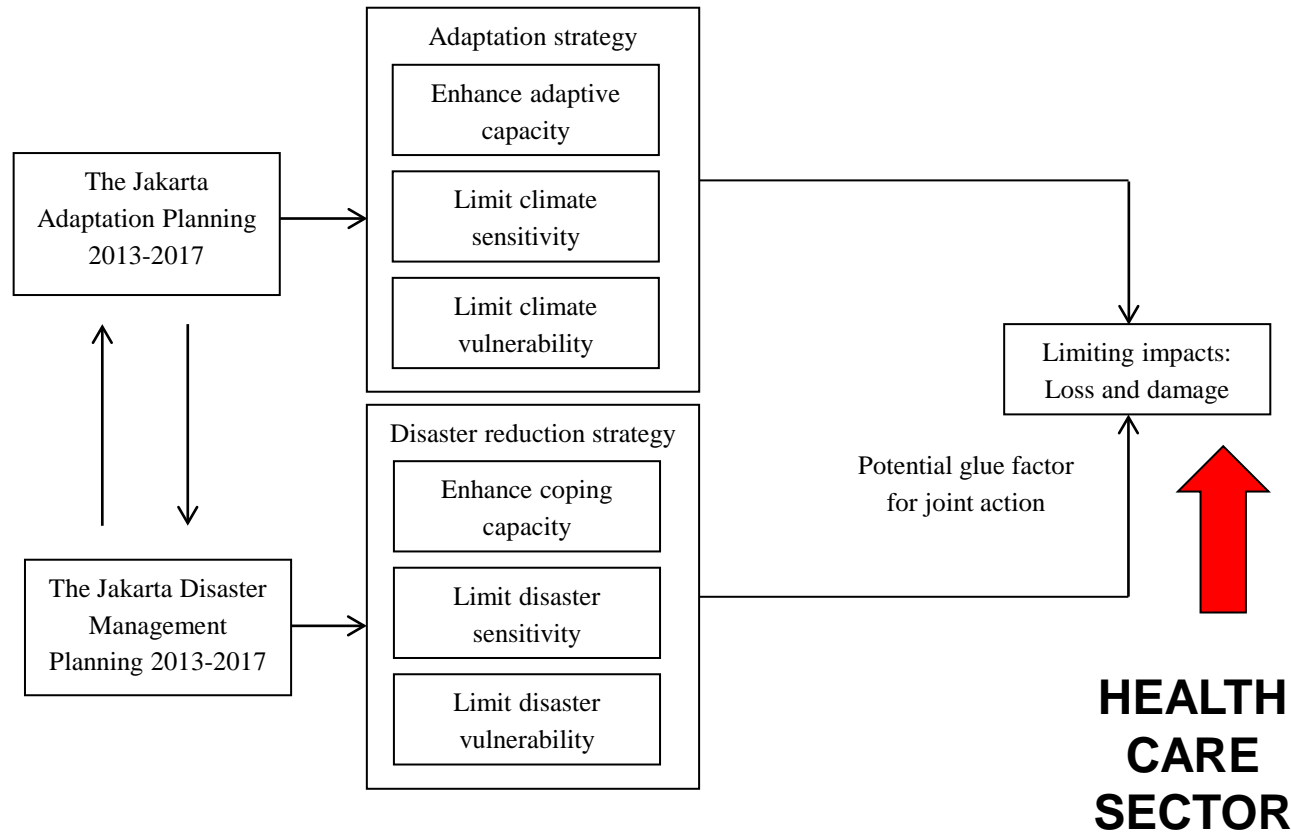 Adaptation strategy
Enhance adaptive
capacity
Limit climate
sensitivity
Limit climate
vulnerability
The Jakarta
Adaptation Planning
2013-2017
Limiting impacts:
Loss and damage
Disaster reduction strategy
Enhance coping
capacity
Limit disaster
sensitivity
Limit disaster
vulnerability
The Jakarta Disaster
Management
Planning 2013-2017
Potential glue factor
for joint action
HEALTH
CARE
SECTOR